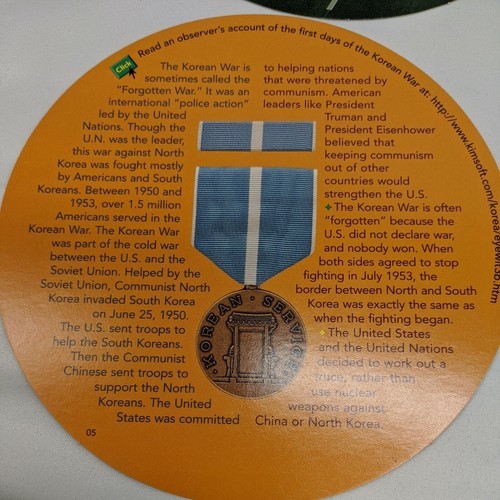 Click
Read an observer's account of the first days of the Korean War at: http://www.kimsoft.com/korea/eyewit50.htm
The Korean War is
sometimes called the
"Forgotten War." It was an
international "police action"
led by the United
Nations. Though the
U.N. was the leader,
this war against North
Korea was fought mostly
by Americans and South
Koreans. Between 1950 and
1953, over 1.5 million
Americans served in the
Korean War. The Korean War
was part of the cold war
between the U.S. and the
Soviet Union. Helped by the
Soviet Union, Communist North
Korea invaded South Korea
on June 25, 1950.
The U.S. sent troops to
help the South Koreans.
Then the Communist
Chinese sent troops to
support the North
Koreans. The United
States was committed
to helping nations
that were threatened by
communism. American
leaders like President
Truman and
President Eisenhower
believed that
keeping communism
out of other
countries would
strengthen the U.S.
The Korean War is often
"forgotten" because the
U.S. did not declare war,
and nobody won. When
both sides agreed to stop
fighting in July 1953, the
border between North and South
Korea was exactly the same as
when the fighting began.
The United States
and the United Nations
decided to work out a
truce, rather than
use nuclear
weapons against
China or North Korea.
KOREAN · SERVICE
05